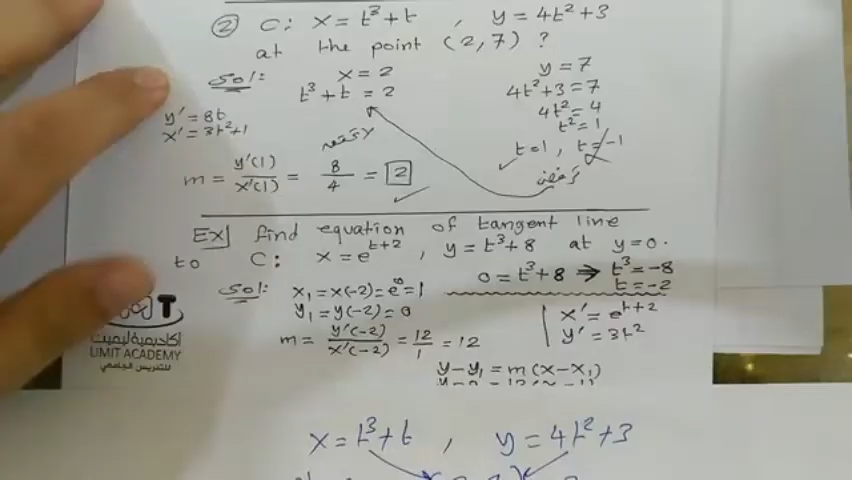 ② C: x = t³+t , y = 4t²+3
at the point (2,7) ?
Sol: x = 2
t³+t = 2
y = 7
4t²+3 = 7
4t² = 4
t² = 1
t=1 , t=-1
y' = 8t
x' = 3t²+1
m = y'(1)/x'(1) = 8/4 = 2
EX] find equation of tangent line
to C: x = e^(t+2) , y = t³+8 at y=0.
0 = t³+8 ⇒ t³ = -8
t = -2
Sol: x₁ = x(-2) = e⁰ = 1
y₁ = y(-2) = 0
m = y'(-2)/x'(-2) = 12/1 = 12
x' = e^(t+2)
y' = 3t²
y-y₁ = m(x-x₁)
LIMIT
أكاديمية ليميت
LIMIT ACADEMY
للتدريس الجامعي
x = t³+t , y = 4t²+3